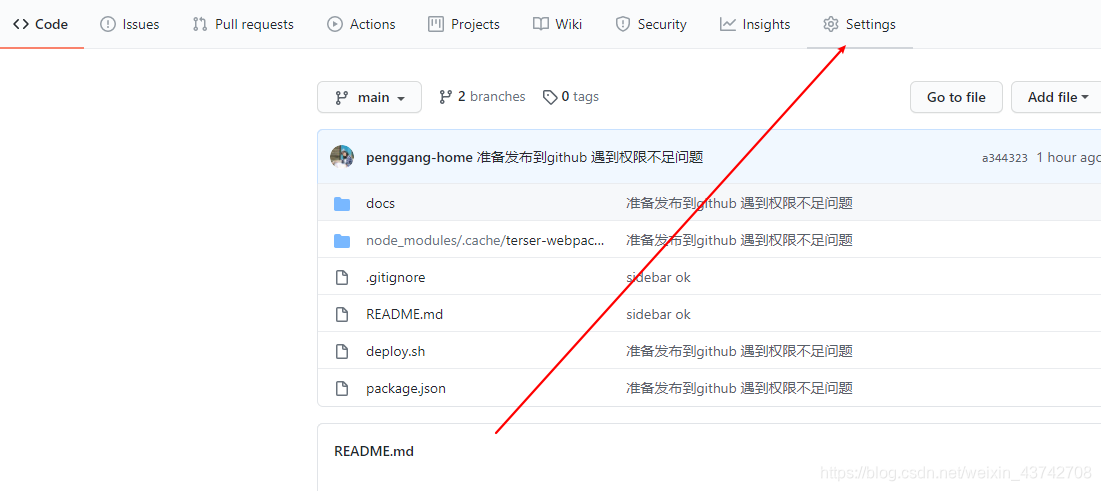 Code Issues Pull requests Actions Projects Wiki Security Insights Settings
main 2 branches 0 tags Go to file Add file
penggang-home 准备发布到github 遇到权限不足问题 a344323 1 hour ago
docs 准备发布到github 遇到权限不足问题
node_modules/.cache/terser-webpac... 准备发布到github 遇到权限不足问题
.gitignore sidebar ok
README.md sidebar ok
deploy.sh 准备发布到github 遇到权限不足问题
package.json 准备发布到github 遇到权限不足问题
README.md
https://blog.csdn.net/weixin_43742708